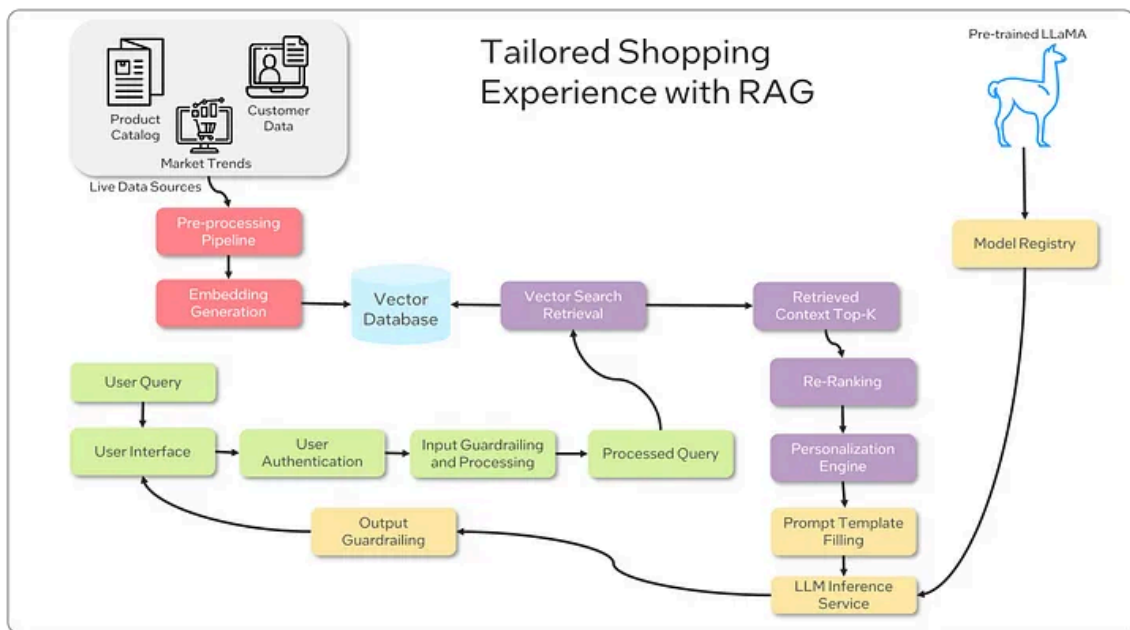 Tailored Shopping
Experience with RAG
Pre-trained LLaMA
Product
Catalog
Customer
Data
Market Trends
Live Data Sources
Pre-processing
Pipeline
Model Registry
Embedding
Generation
Vector
Database
Vector Search
Retrieval
Retrieved
Context Top-K
User Query
Re-Ranking
User Interface
User
Authentication
Input Guardrailing
and Processing
Processed Query
Personalization
Engine
Output
Guardrailing
Prompt Template
Filling
LLM Inference
Service